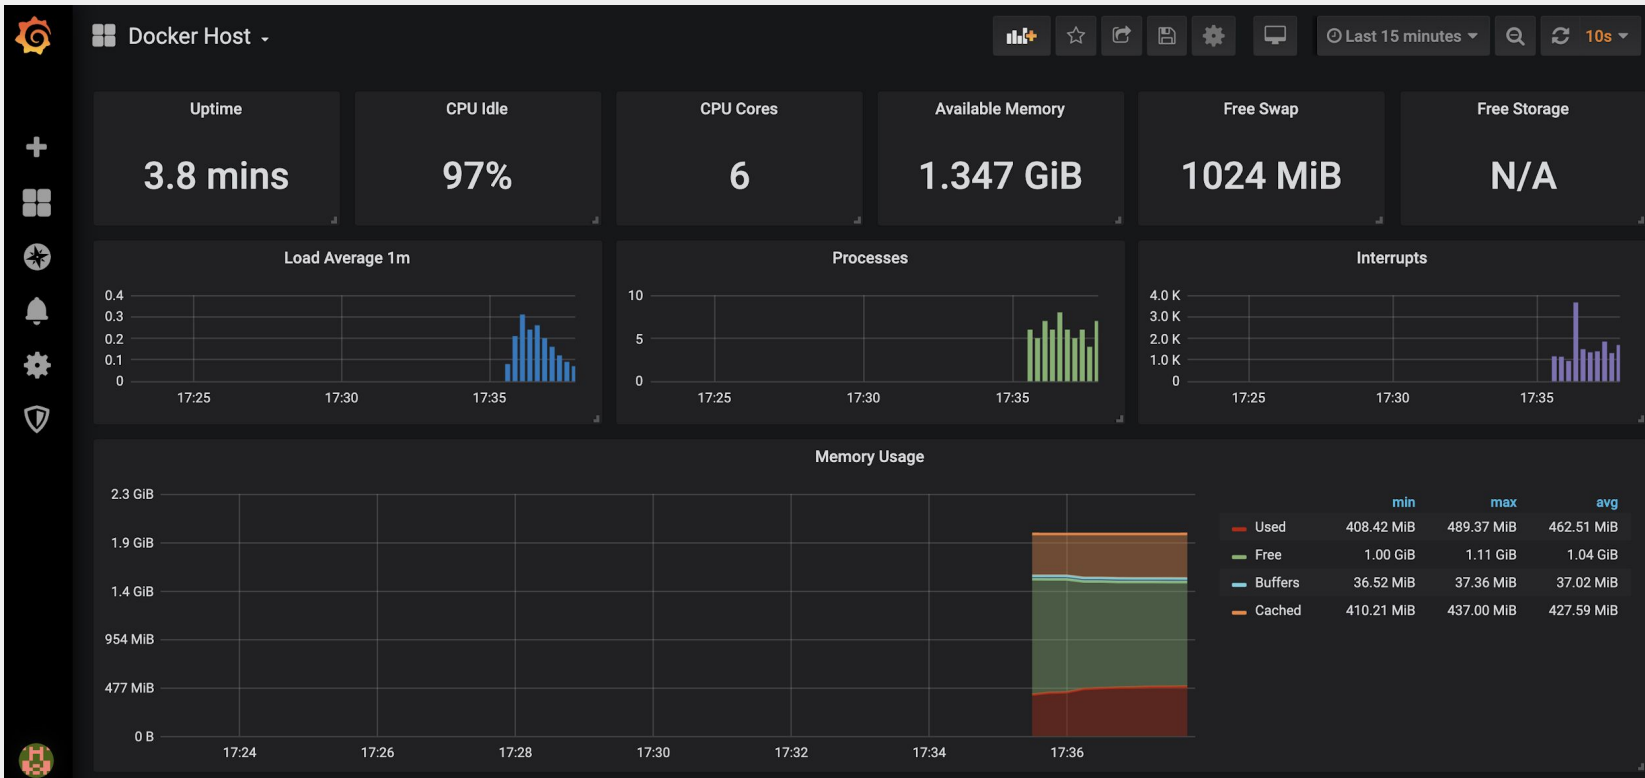 Docker Host
Last 15 minutes
10s
Uptime
CPU Idle
CPU Cores
Available Memory
Free Swap
Free Storage
3.8 mins
97%
6
1.347 GiB
1024 MiB
N/A
Load Average 1m
0.4
0.3
0.2
0.1
0
17:25
17:30
17:35
Processes
10
5
0
17:25
17:30
17:35
Interrupts
4.0 K
3.0 K
2.0 K
1.0 K
0
17:25
17:30
17:35
Memory Usage
2.3 GiB
1.9 GiB
1.4 GiB
954 MiB
477 MiB
0 B
17:24
17:26
17:28
17:30
17:32
17:34
17:36
min max avg
Used 408.42 MiB 489.37 MiB 462.51 MiB
Free 1.00 GiB 1.11 GiB 1.04 GiB
Buffers 36.52 MiB 37.36 MiB 37.02 MiB
Cached 410.21 MiB 437.00 MiB 427.59 MiB